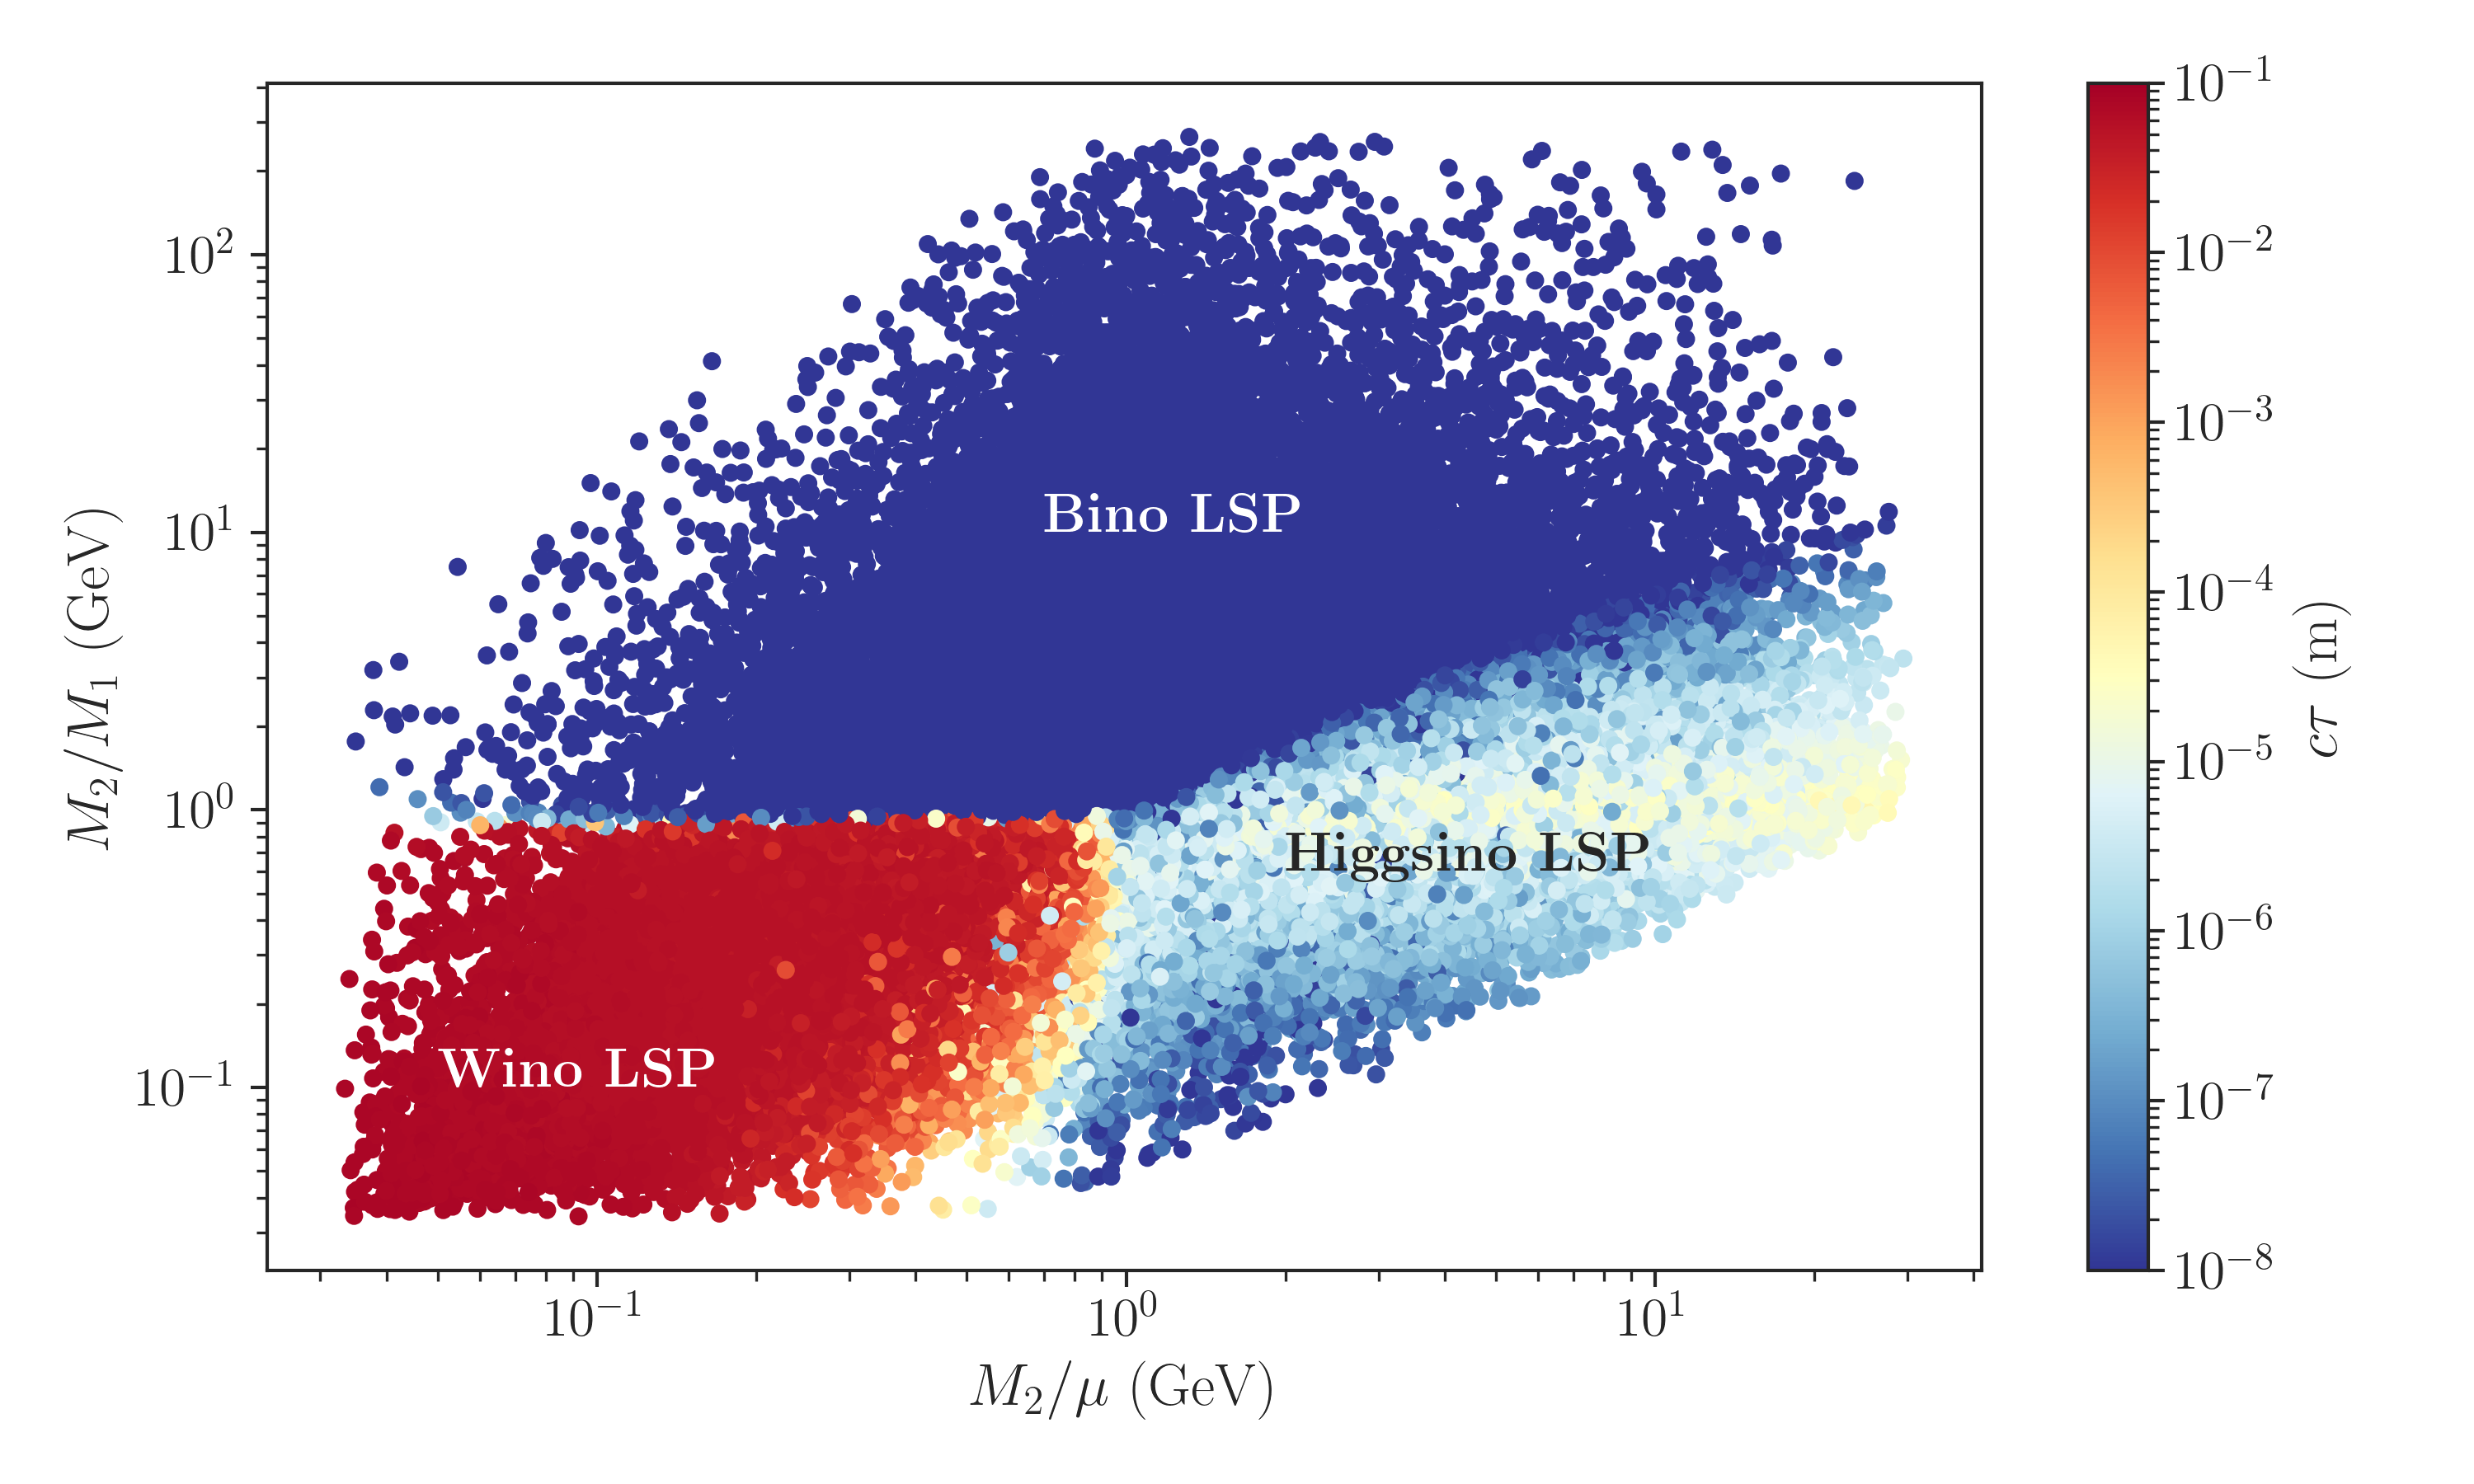 10² 
10¹
10⁰
10⁻¹
M₂/M₁ (GeV)
Bino LSP
Higgsino LSP
Wino LSP
10⁻¹ 10⁰ 10¹
M₂/μ (GeV)
10⁻¹
10⁻²
10⁻³
10⁻⁴
10⁻⁵
10⁻⁶
10⁻⁷
10⁻⁸
cτ (m)